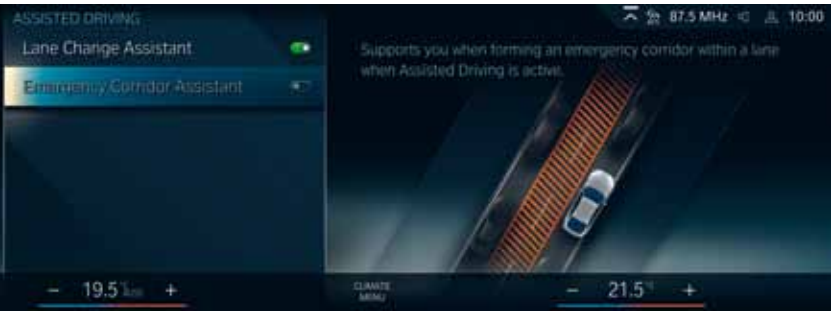 ASSISTED DRIVING
87.5 MHz
10:00
Lane Change Assistant
Emergency Corridor Assistant
Supports you when forming an emergency corridor within a lane
when Assisted Driving is active.
- 19.5 +
CLIMATE
MENU
- 21.5 +